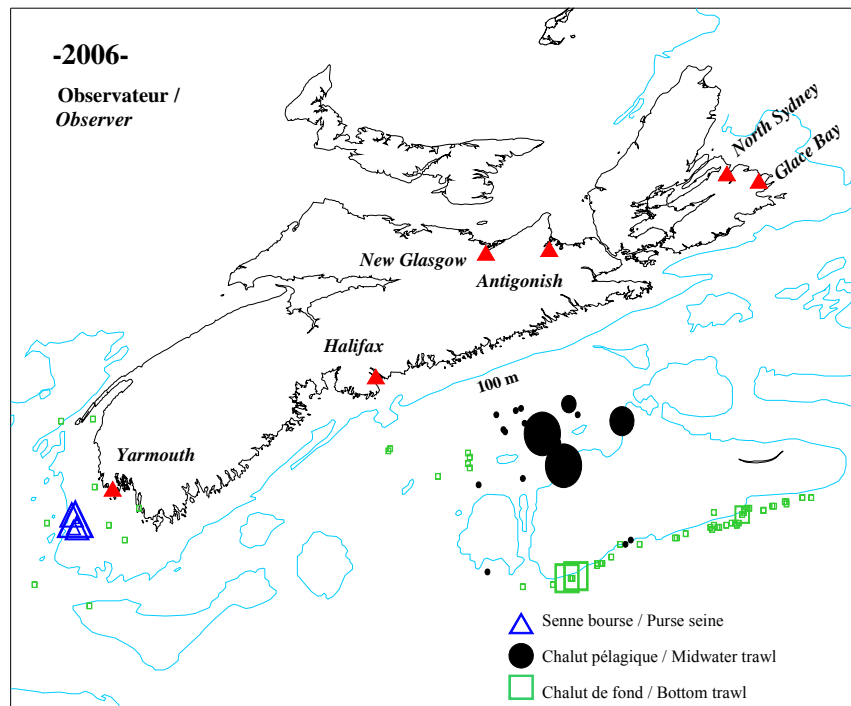 -2006-
Observateur /
Observer
North Sydney
Glace Bay
New Glasgow
Antigonish
Halifax
100 m
Yarmouth
Senne bourse / Purse seine
Chalut pélagique / Midwater trawl
Chalut de fond / Bottom trawl